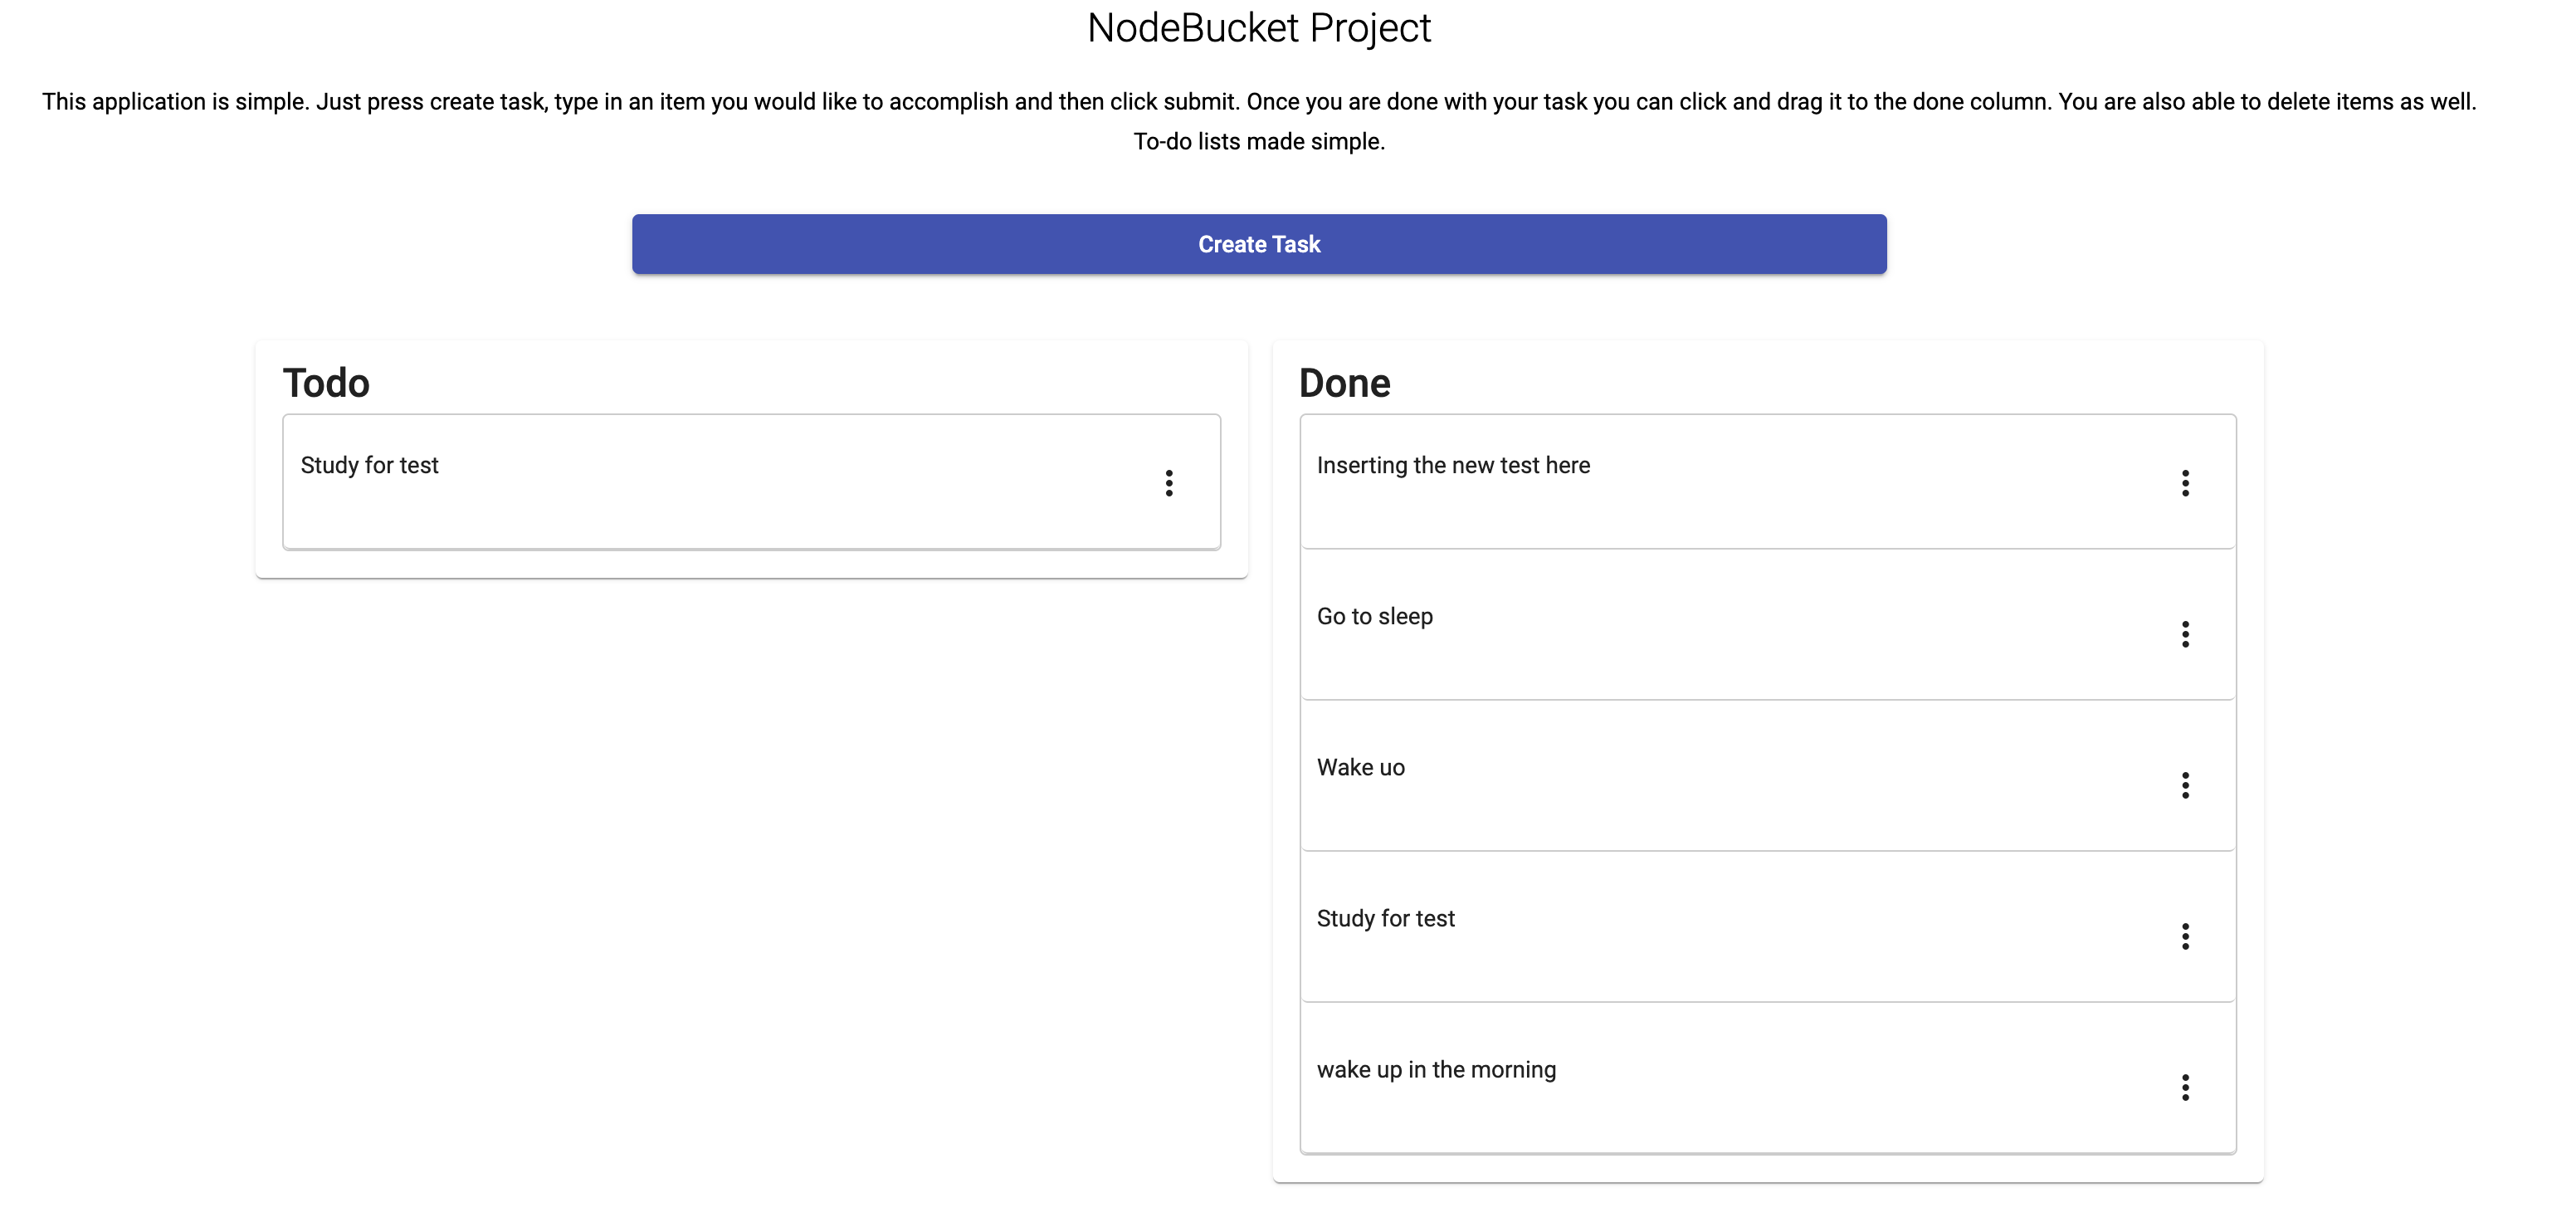 NodeBucket Project
This application is simple. Just press create task, type in an item you would like to accomplish and then click submit. Once you are done with your task you can click and drag it to the done column. You are also able to delete items as well.
To-do lists made simple.
Create Task
Todo
Study for test
Done
Inserting the new test here
Go to sleep
Wake uo
Study for test
wake up in the morning